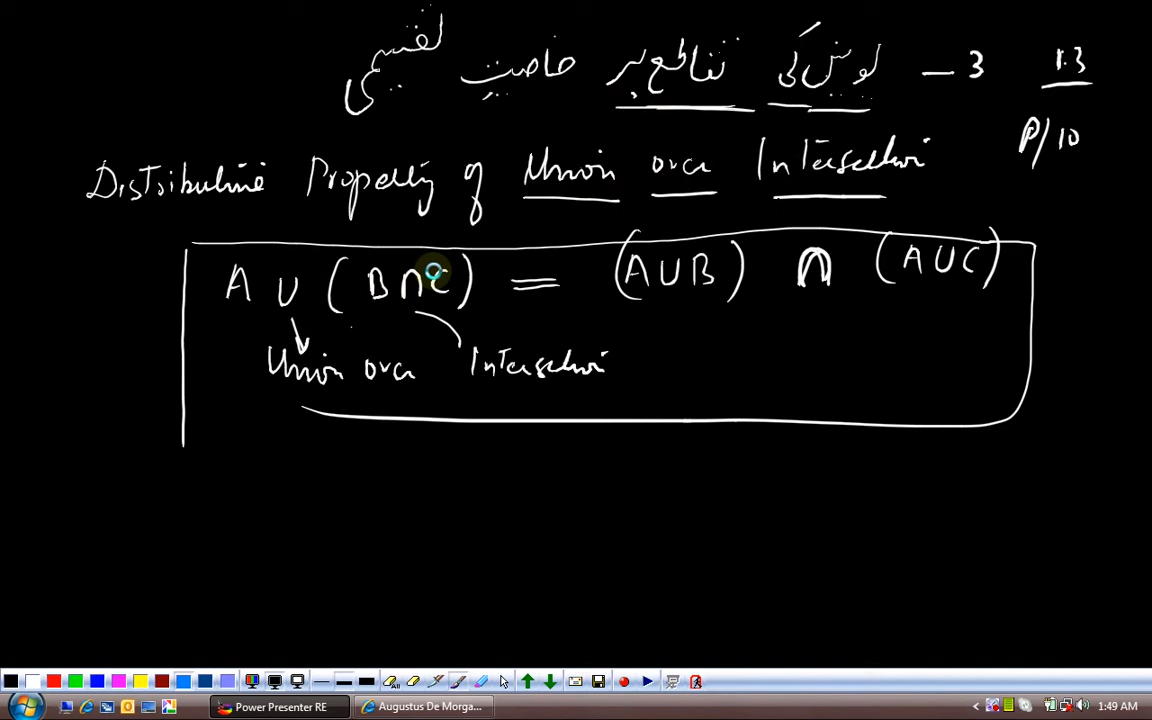 1.3
3 — یونین کی تقاطع پر خاصیت تقسیمی
P/10
Distributive Property of Union over Intersection
A ∪ (B∩C) = (A∪B) ∩ (A∪C)
Union over Intersection
Power Presenter RE
Augustus De Morga...
1:49 AM